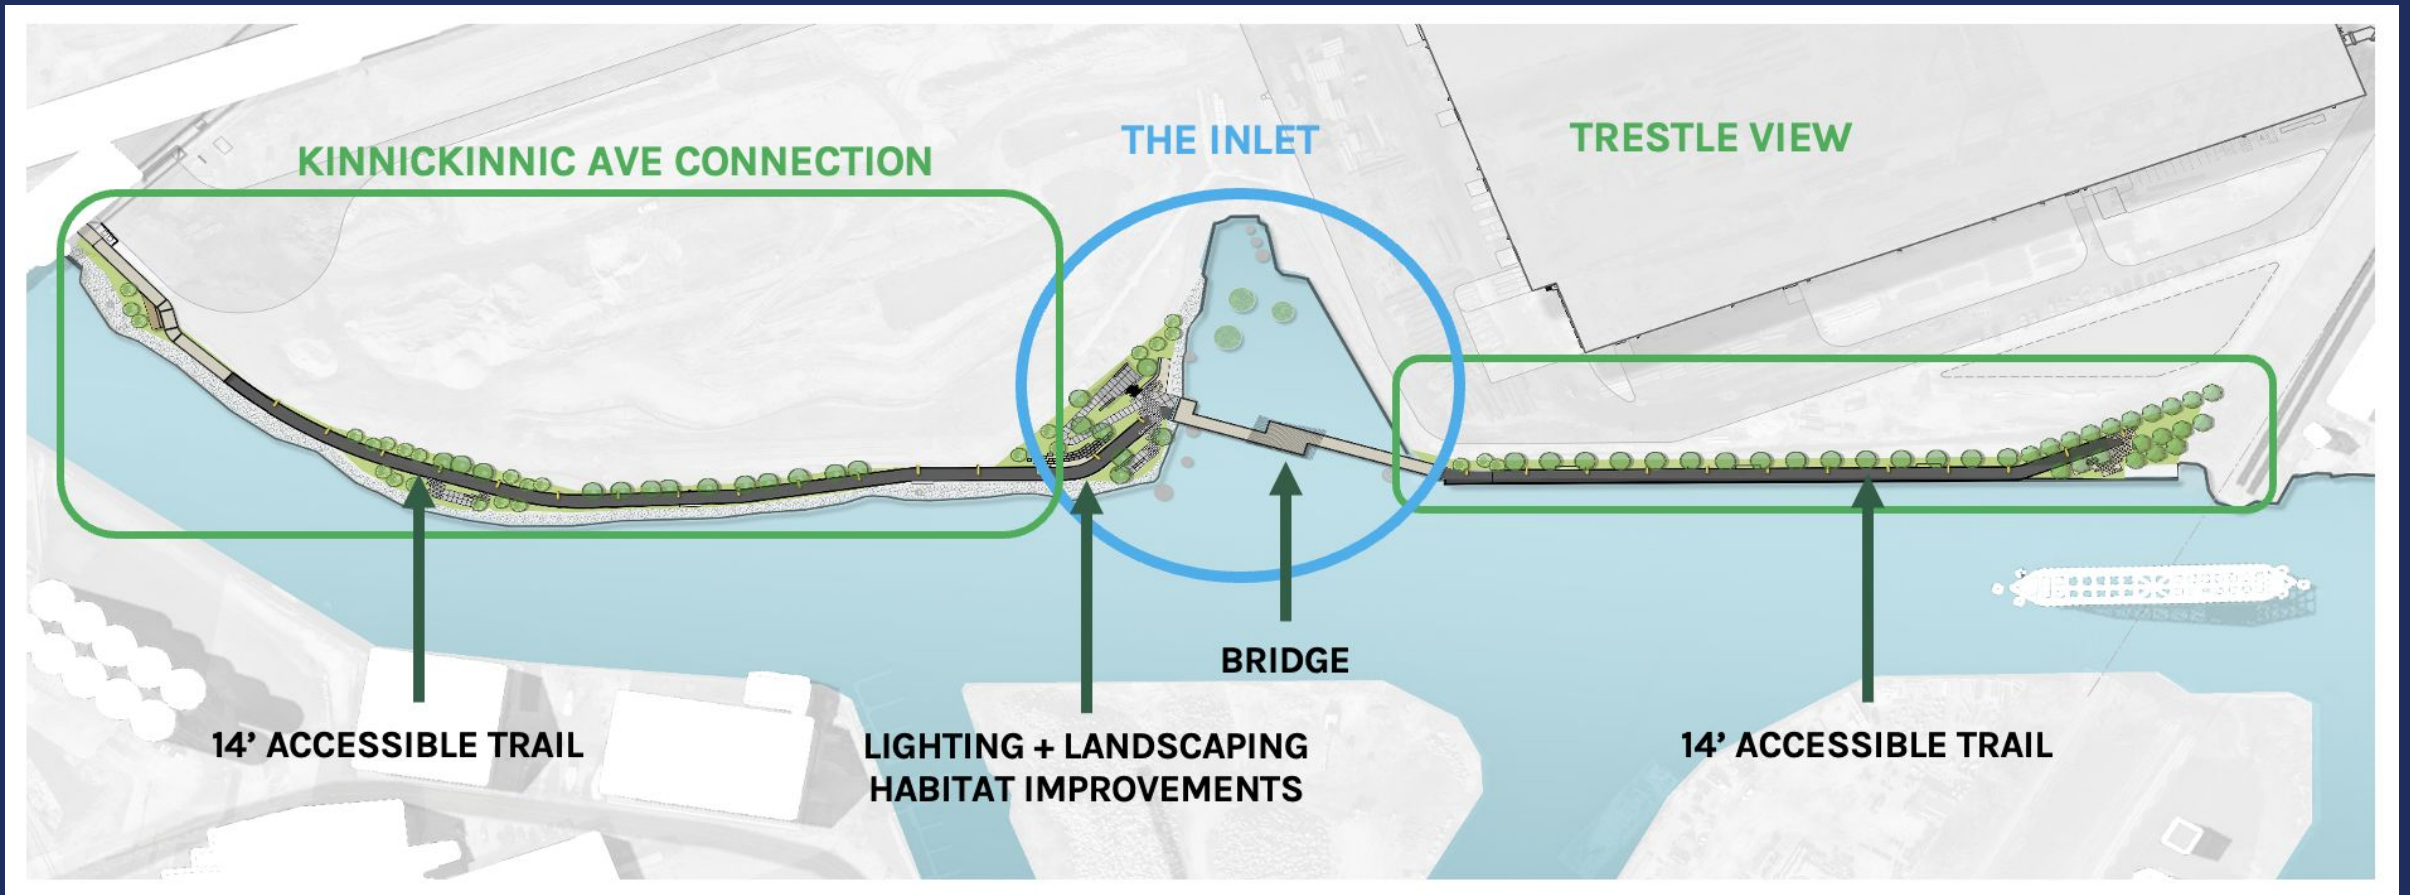 KINNICKINNIC AVE CONNECTION
THE INLET
TRESTLE VIEW
BRIDGE
14’ ACCESSIBLE TRAIL
LIGHTING + LANDSCAPING
HABITAT IMPROVEMENTS
14’ ACCESSIBLE TRAIL